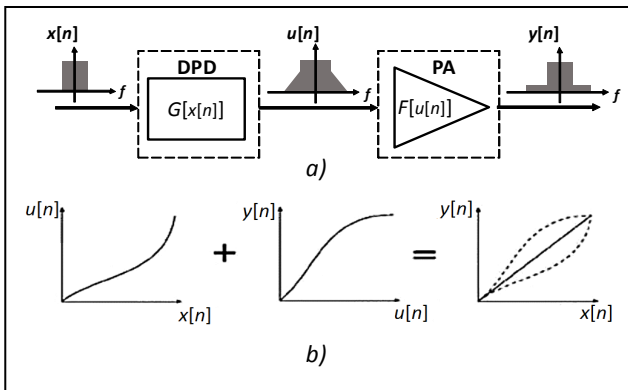 x[n] u[n] y[n]
DPD PA
G[x[n]] F[u[n]]
f f f
a)
u[n] y[n] y[n]
+ =
x[n] u[n] x[n]
b)